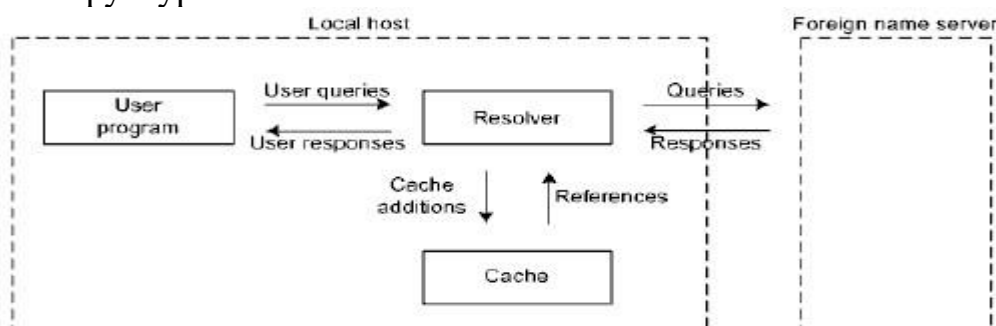 Local host
Foreign name server
User queries
Queries
User
program
Resolver
User responses
Responses
Cache
additions
References
Cache